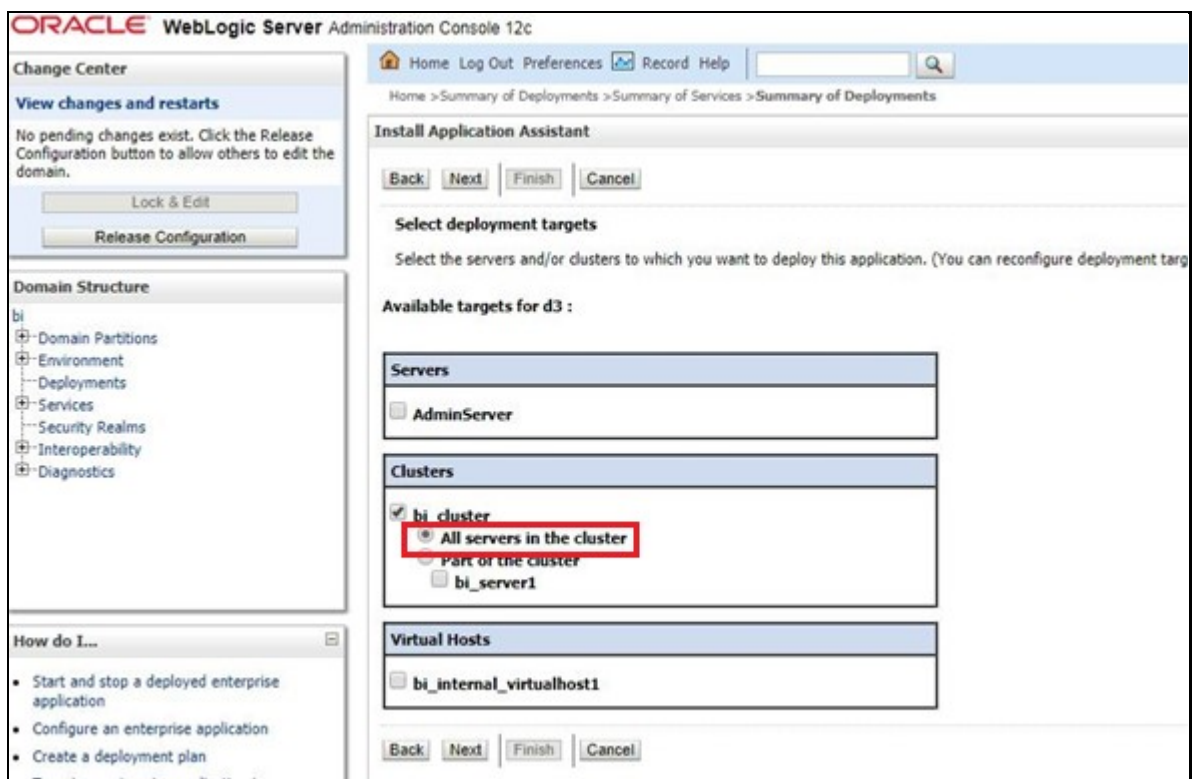 ORACLE WebLogic Server Administration Console 12c
Change Center
View changes and restarts
No pending changes exist. Click the Release
Configuration button to allow others to edit the
domain.
Lock & Edit
Release Configuration
Domain Structure
bi
Domain Partitions
Environment
Deployments
Services
Security Realms
Interoperability
Diagnostics
How do I...
Start and stop a deployed enterprise
application
Configure an enterprise application
Create a deployment plan
Home Log Out Preferences Record Help
Home >Summary of Deployments >Summary of Services >Summary of Deployments
Install Application Assistant
Back Next Finish Cancel
Select deployment targets
Select the servers and/or clusters to which you want to deploy this application. (You can reconfigure deployment targ
Available targets for d3 :
Servers
AdminServer
Clusters
bi_cluster
All servers in the cluster
Part of the cluster
bi_server1
Virtual Hosts
bi_internal_virtualhost1
Back Next Finish Cancel